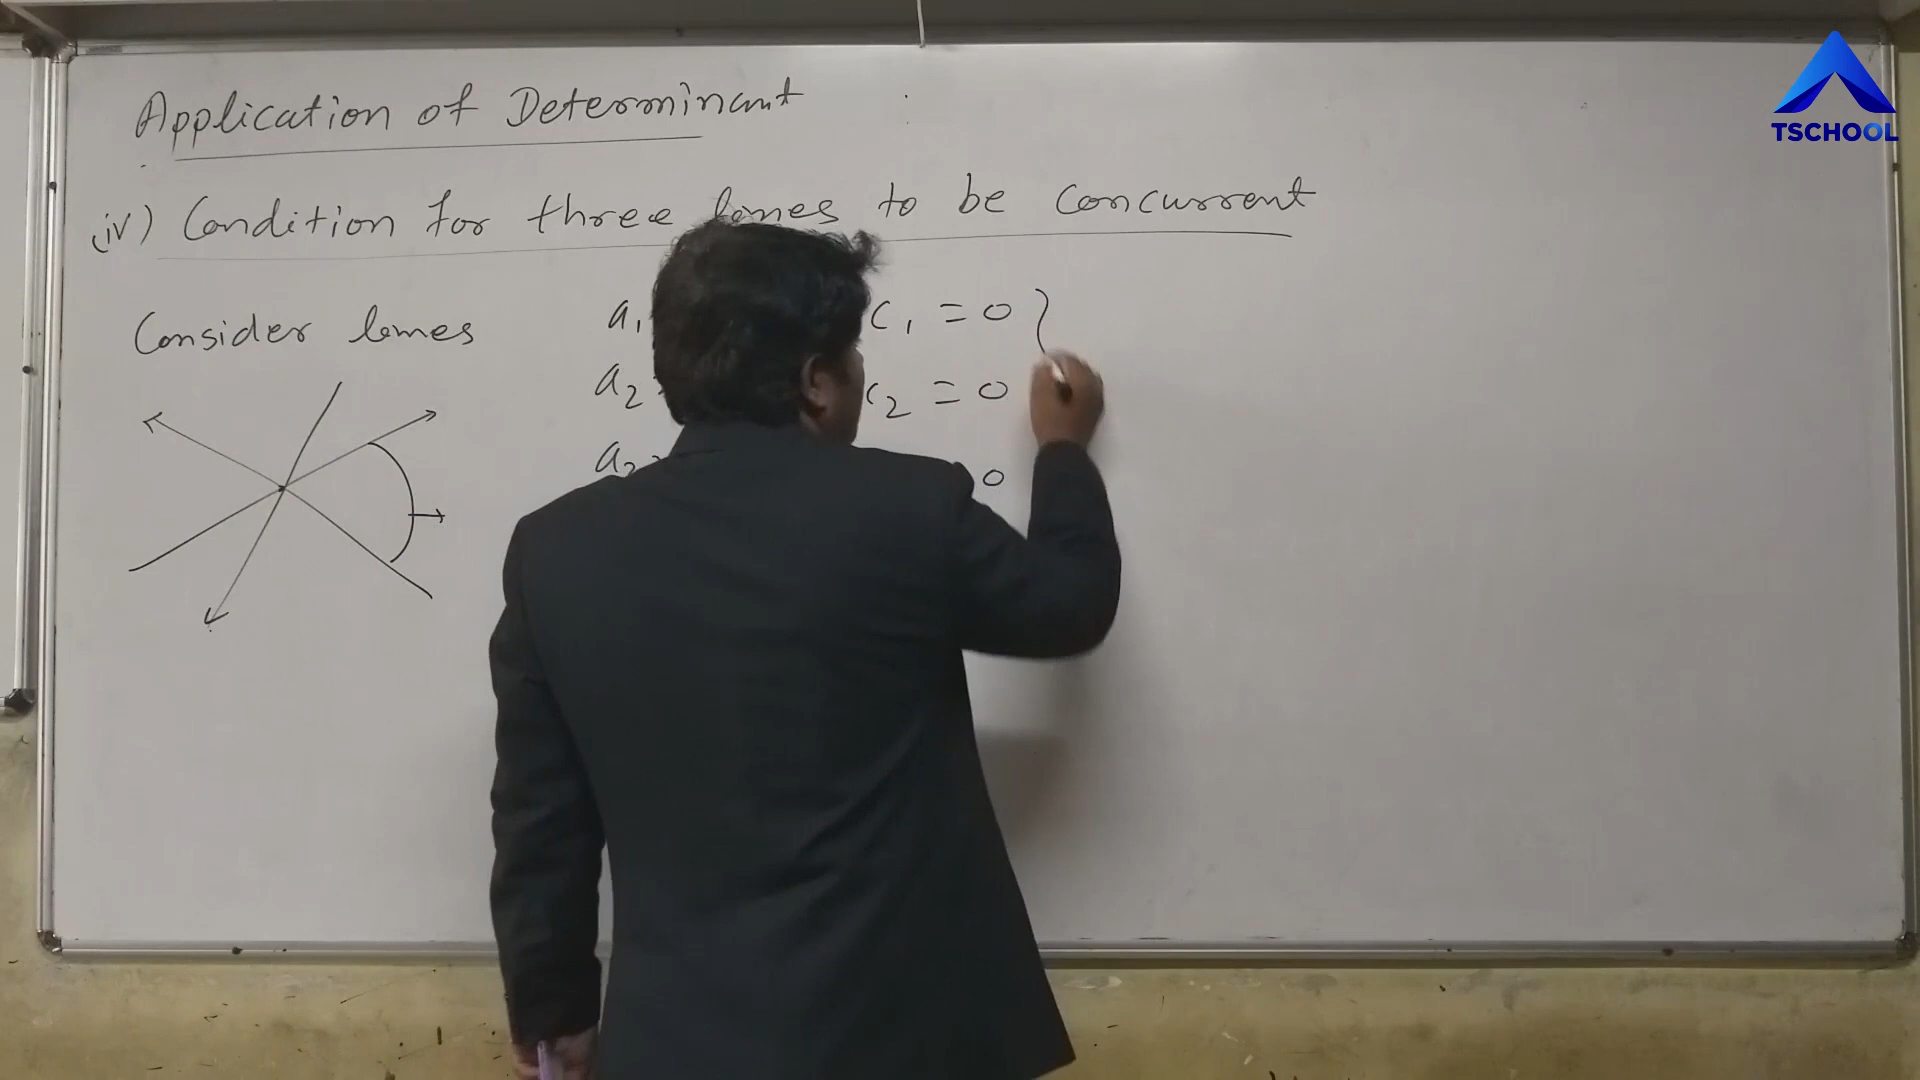 Application of Determinant
(iv) Condition for three lines to be concurrent
Consider lines
a1 c1 = 0
a2 c2 = 0
a3 0
TSCHOOL